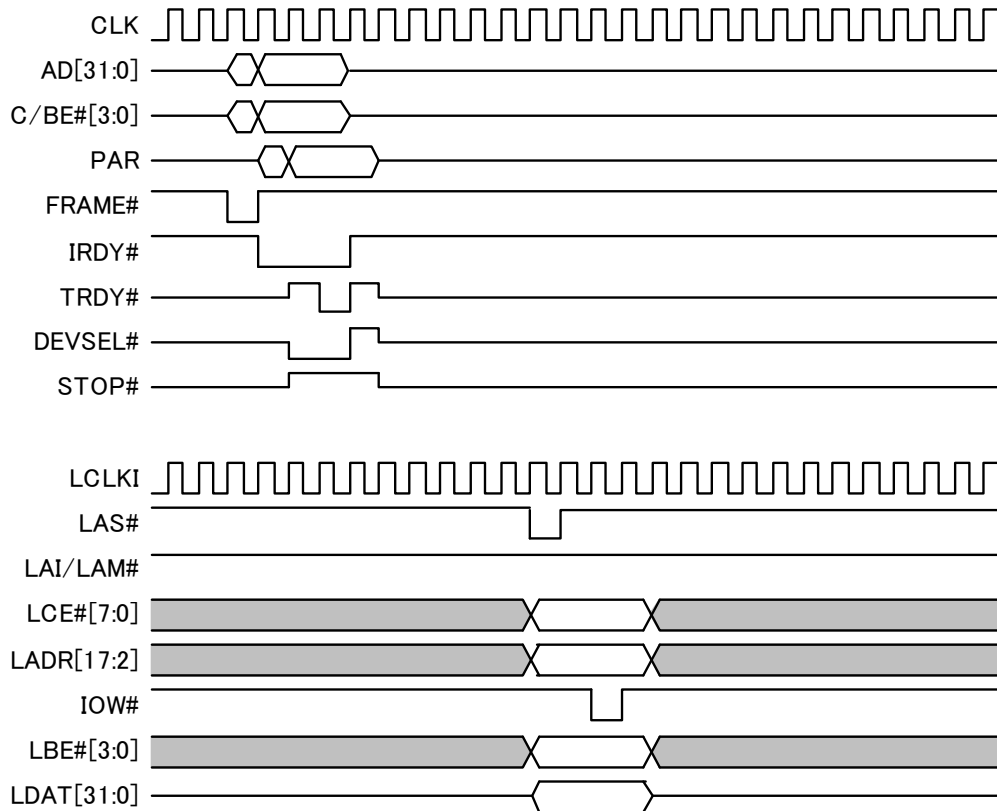 CLK
AD[31:0]
C/BE#[3:0]
PAR
FRAME#
IRDY#
TRDY#
DEVSEL#
STOP#
LCLKI
LAS#
LAI/LAM#
LCE#[7:0]
LADR[17:2]
IOW#
LBE#[3:0]
LDAT[31:0]